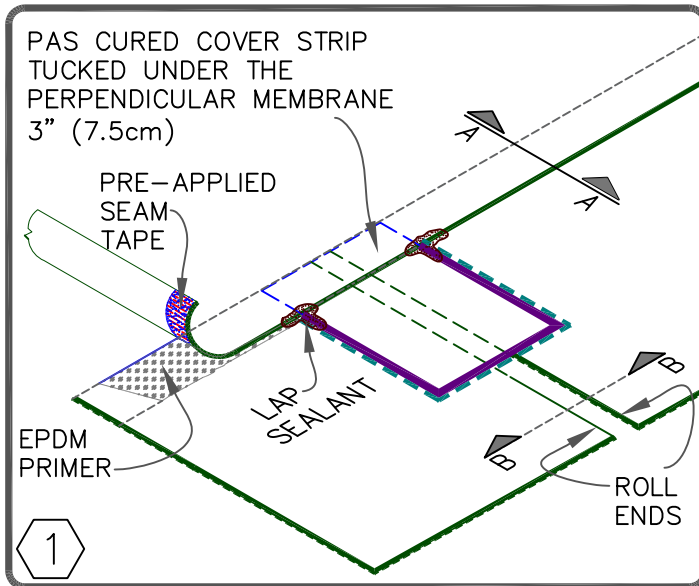 PAS CURED COVER STRIP
TUCKED UNDER THE
PERPENDICULAR MEMBRANE
3" (7.5cm)
PRE-APPLIED
SEAM
TAPE
A
A
LAP
SEALANT
EPDM
PRIMER
B
B
ROLL
ENDS
1